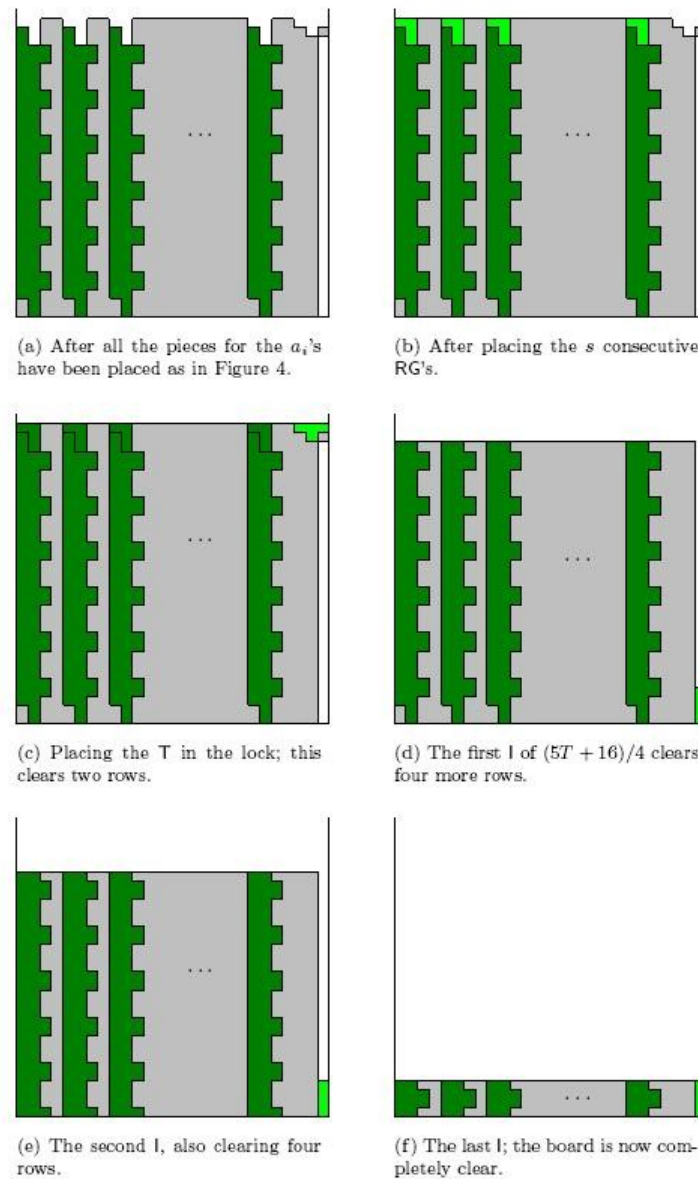 ...
...
(a) After all the pieces for the aᵢ's
have been placed as in Figure 4.
(b) After placing the s consecutive
RG's.
...
...
(c) Placing the T in the lock; this
clears two rows.
(d) The first I of (5T + 16)/4 clears
four more rows.
...
...
(e) The second I, also clearing four
rows.
(f) The last I; the board is now com-
pletely clear.